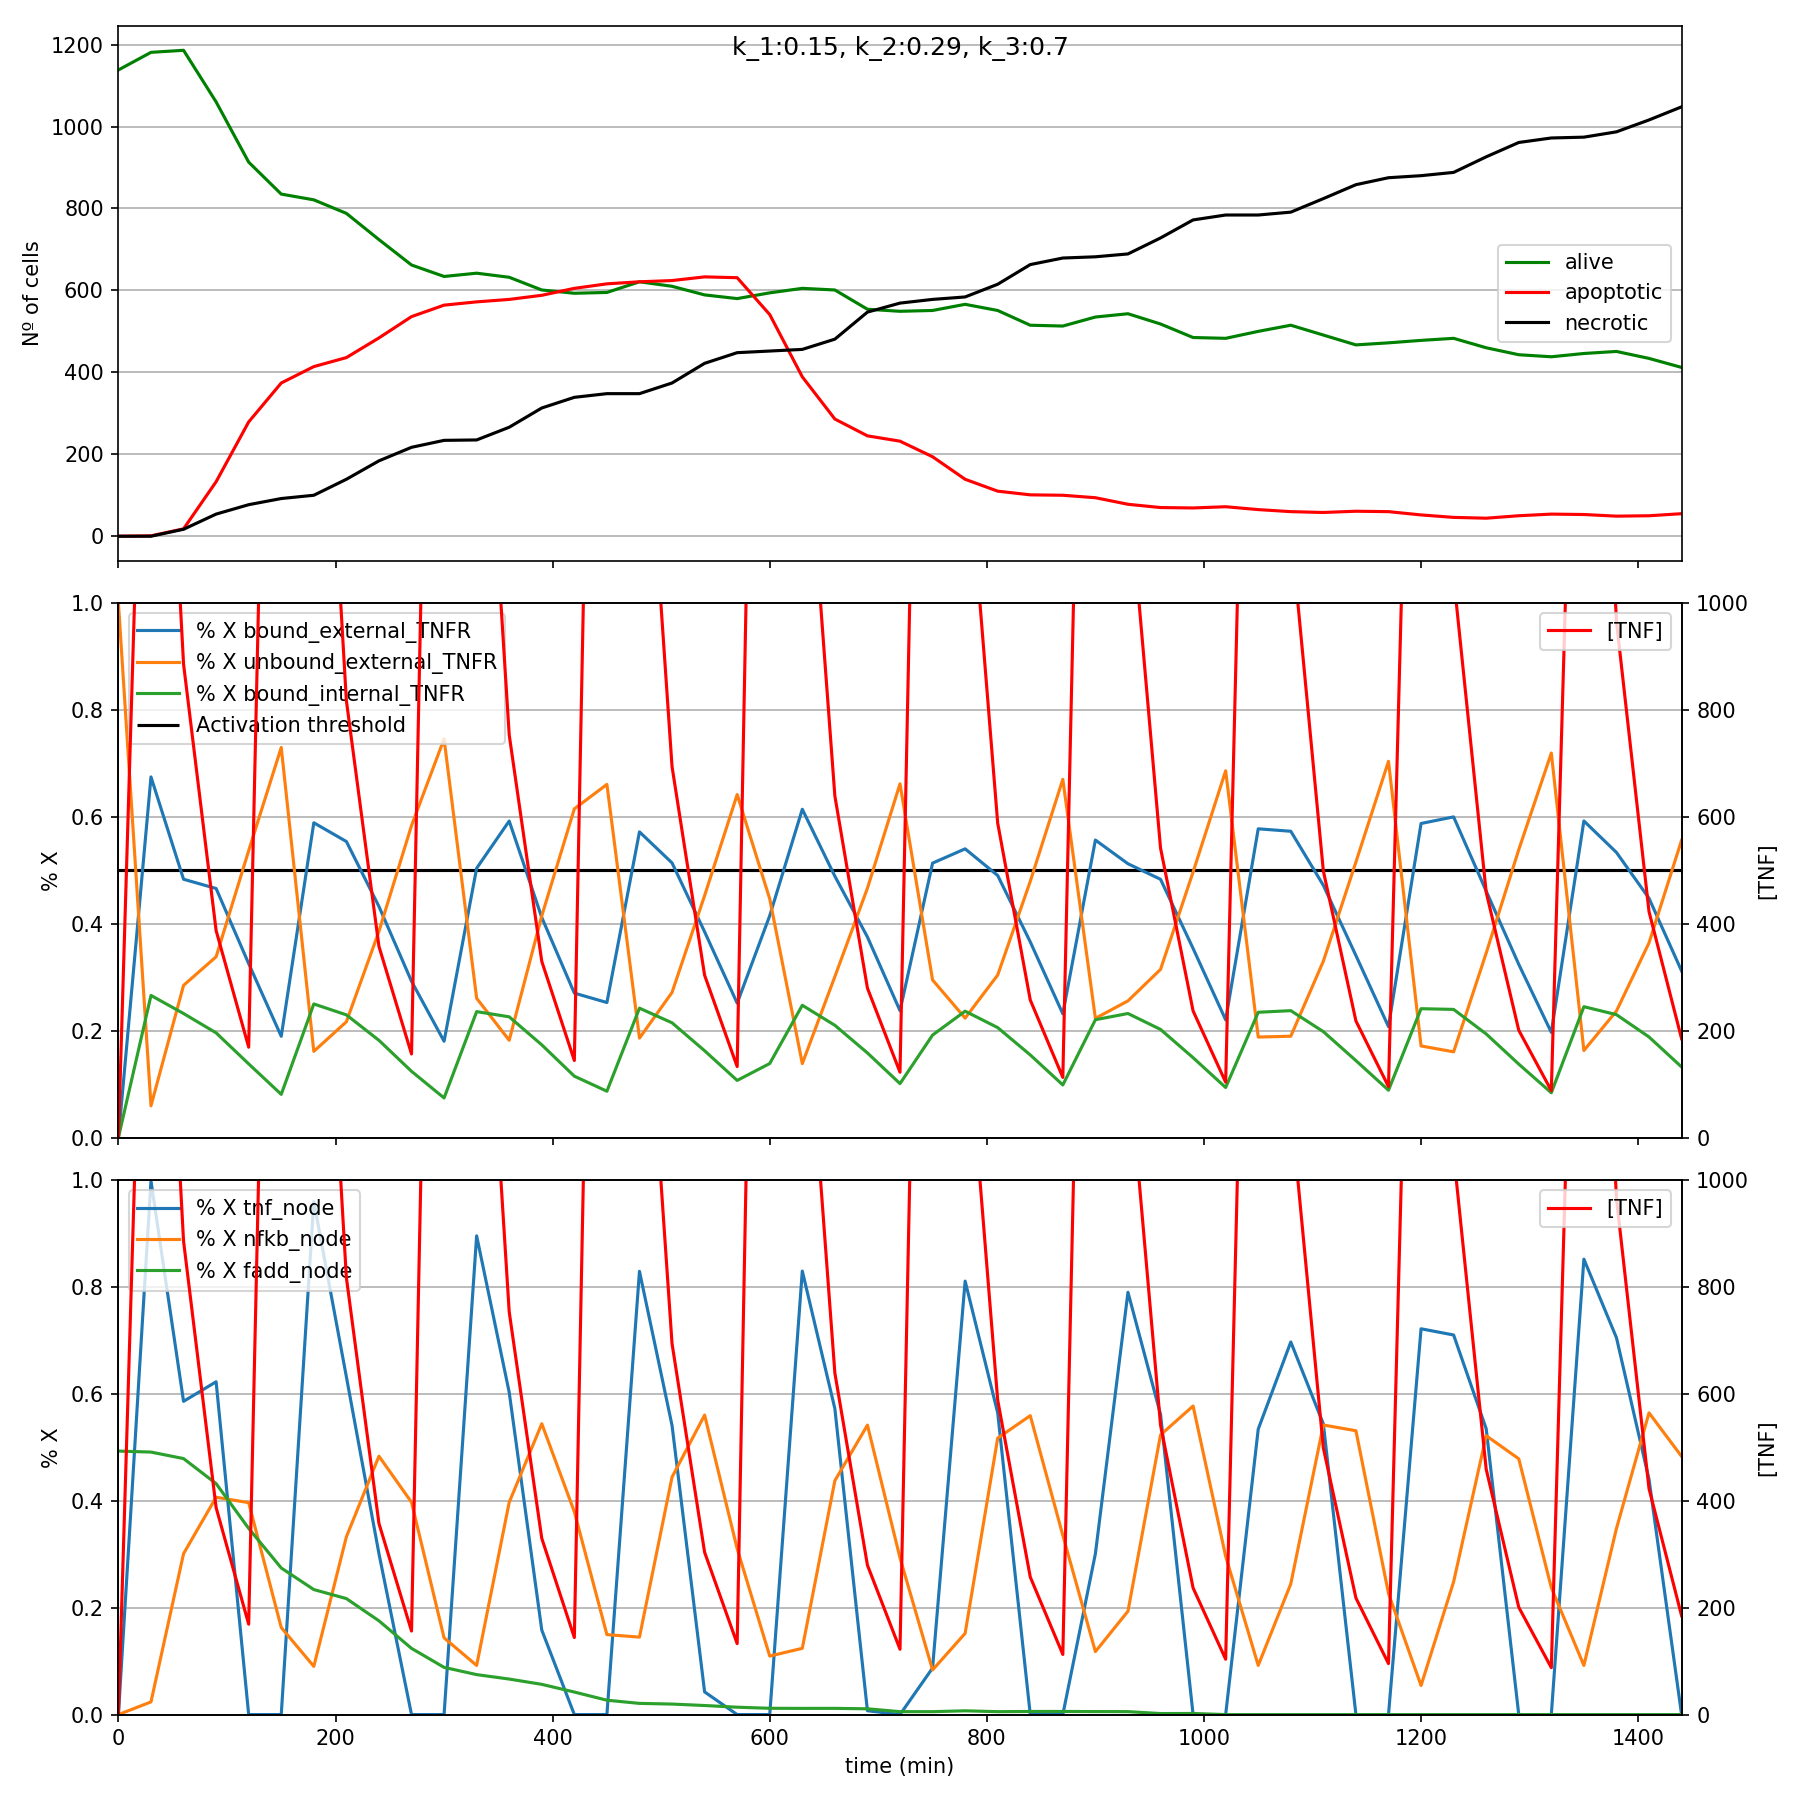 k_1:0.15, k_2:0.29, k_3:0.7
1200
1000
800
600
400
200
0
Nº of cells
alive
apoptotic
necrotic
1.0
0.8
0.6
0.4
0.2
0.0
% X
% X bound_external_TNFR
% X unbound_external_TNFR
% X bound_internal_TNFR
Activation threshold
[TNF]
1000
800
600
400
200
0
[TNF]
1.0
0.8
0.6
0.4
0.2
0.0
% X
% X tnf_node
% X nfkb_node
% X fadd_node
[TNF]
1000
800
600
400
200
0
[TNF]
0 200 400 600 800 1000 1200 1400
time (min)